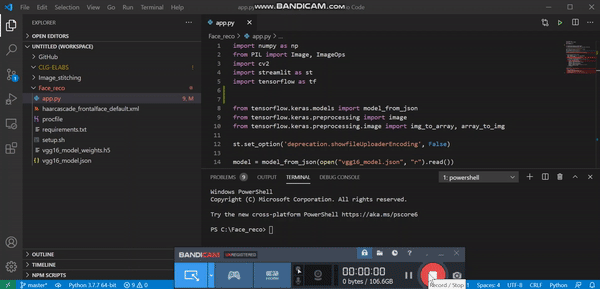 File Edit Selection View Go Run Terminal Help
app.py
www.BANDICAM.com
Code
EXPLORER
OPEN EDITORS
UNTITLED (WORKSPACE)
GitHub
CLG-ELABS
Image_stitching
Face_reco
app.py 9, M
haarcascade_frontalface_default.xml
procfile
requirements.txt
setup.sh
vgg16_model_weights.h5
vgg16_model.json
OUTLINE
TIMELINE
NPM SCRIPTS
app.py
Face_reco > app.py > ...
1 import numpy as np
2 from PIL import Image, ImageOps
3 import cv2
4 import streamlit as st
5 import tensorflow as tf
6
7
8 from tensorflow.keras.models import model_from_json
9 from tensorflow.keras.preprocessing import image
10 from tensorflow.keras.preprocessing.image import img_to_array, array_to_img
11
12 st.set_option('deprecation.showfileUploaderEncoding', False)
13
14 model = model_from_json(open("vgg16_model.json", "r").read())
PROBLEMS 9 TERMINAL DEBUG CONSOLE 1: powershell
Windows PowerShell
Copyright (C) Microsoft Corporation. All rights reserved.
Try the new cross-platform PowerShell https://aka.ms/pscore6
PS C:\Face_reco>
BANDICAM UNREGISTERED
00:00:00
0 bytes / 106.6GB
Record / Stop
master* Python 3.7.7 64-bit 9 0
Spaces: 4 UTF-8 CRLF Python